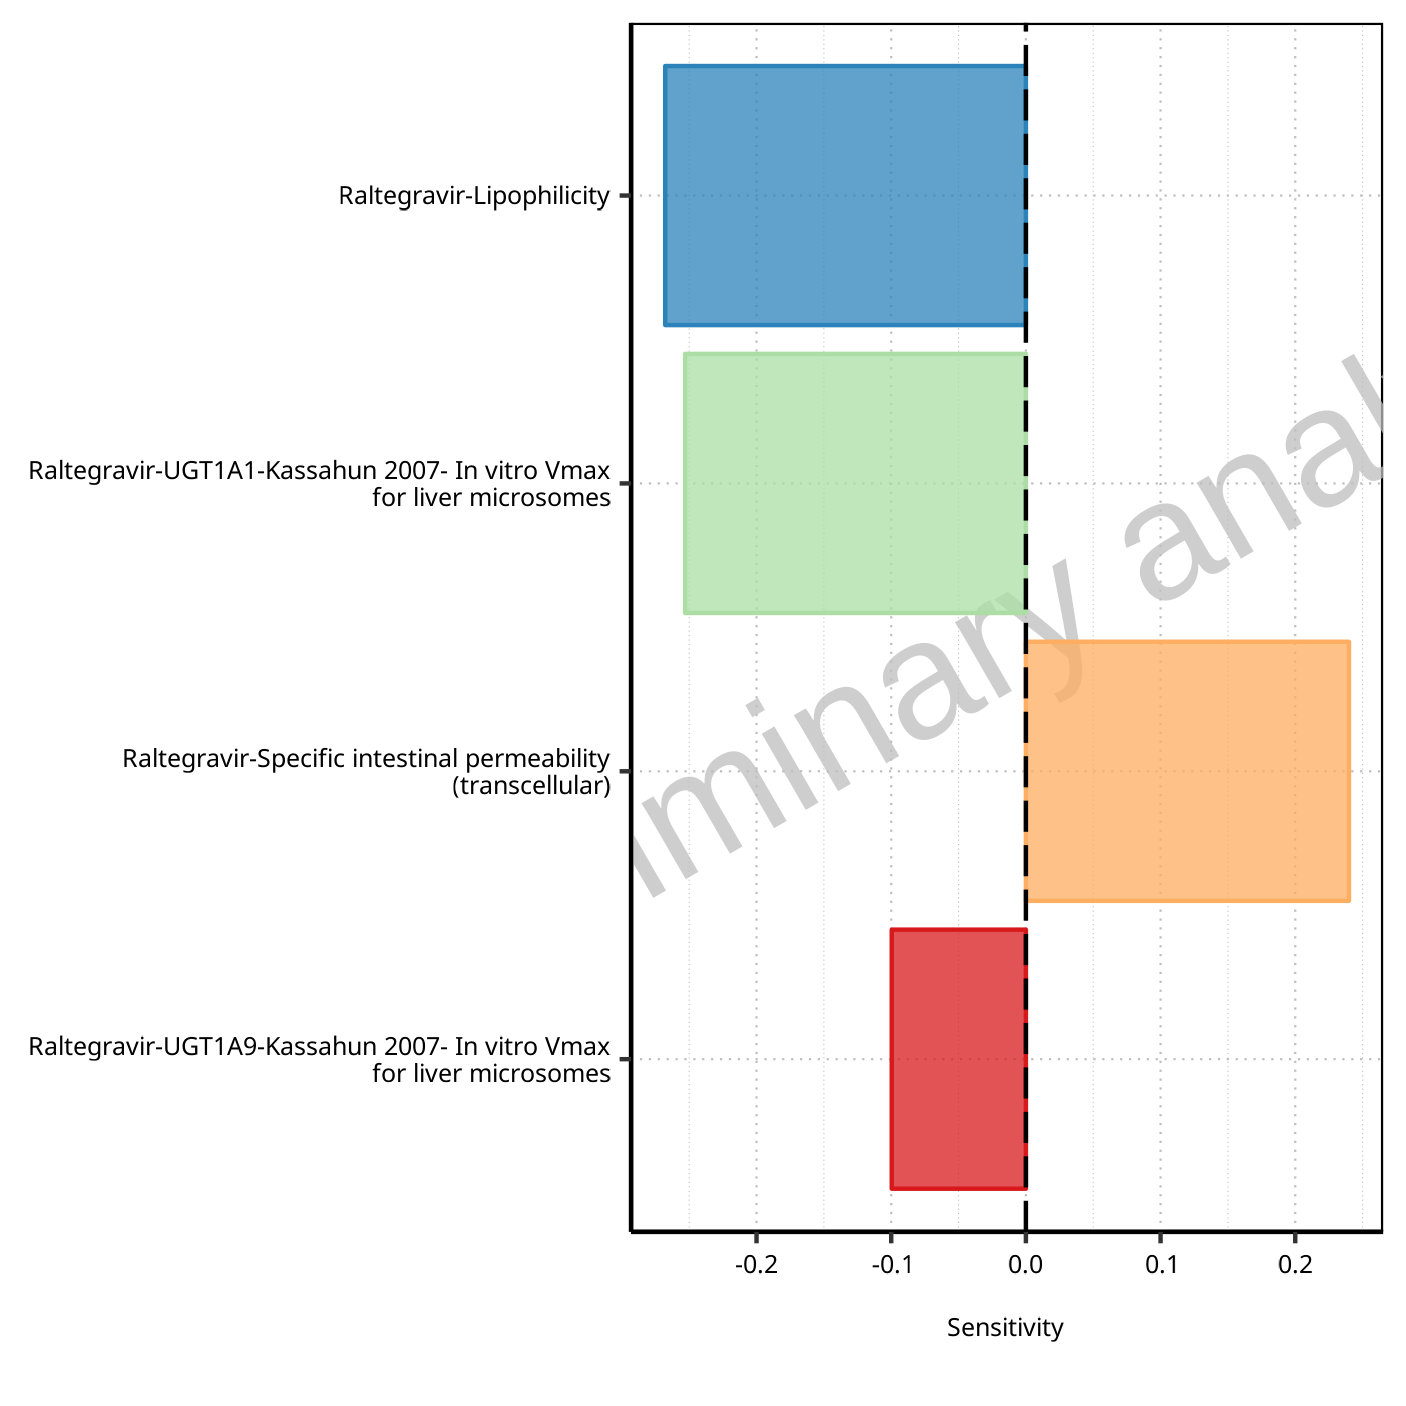 Raltegravir-Lipophilicity
Raltegravir-UGT1A1-Kassahun 2007- In vitro Vmax
for liver microsomes
Raltegravir-Specific intestinal permeability
(transcellular)
Raltegravir-UGT1A9-Kassahun 2007- In vitro Vmax
for liver microsomes
minary anal
-0.2 -0.1 0.0 0.1 0.2
Sensitivity